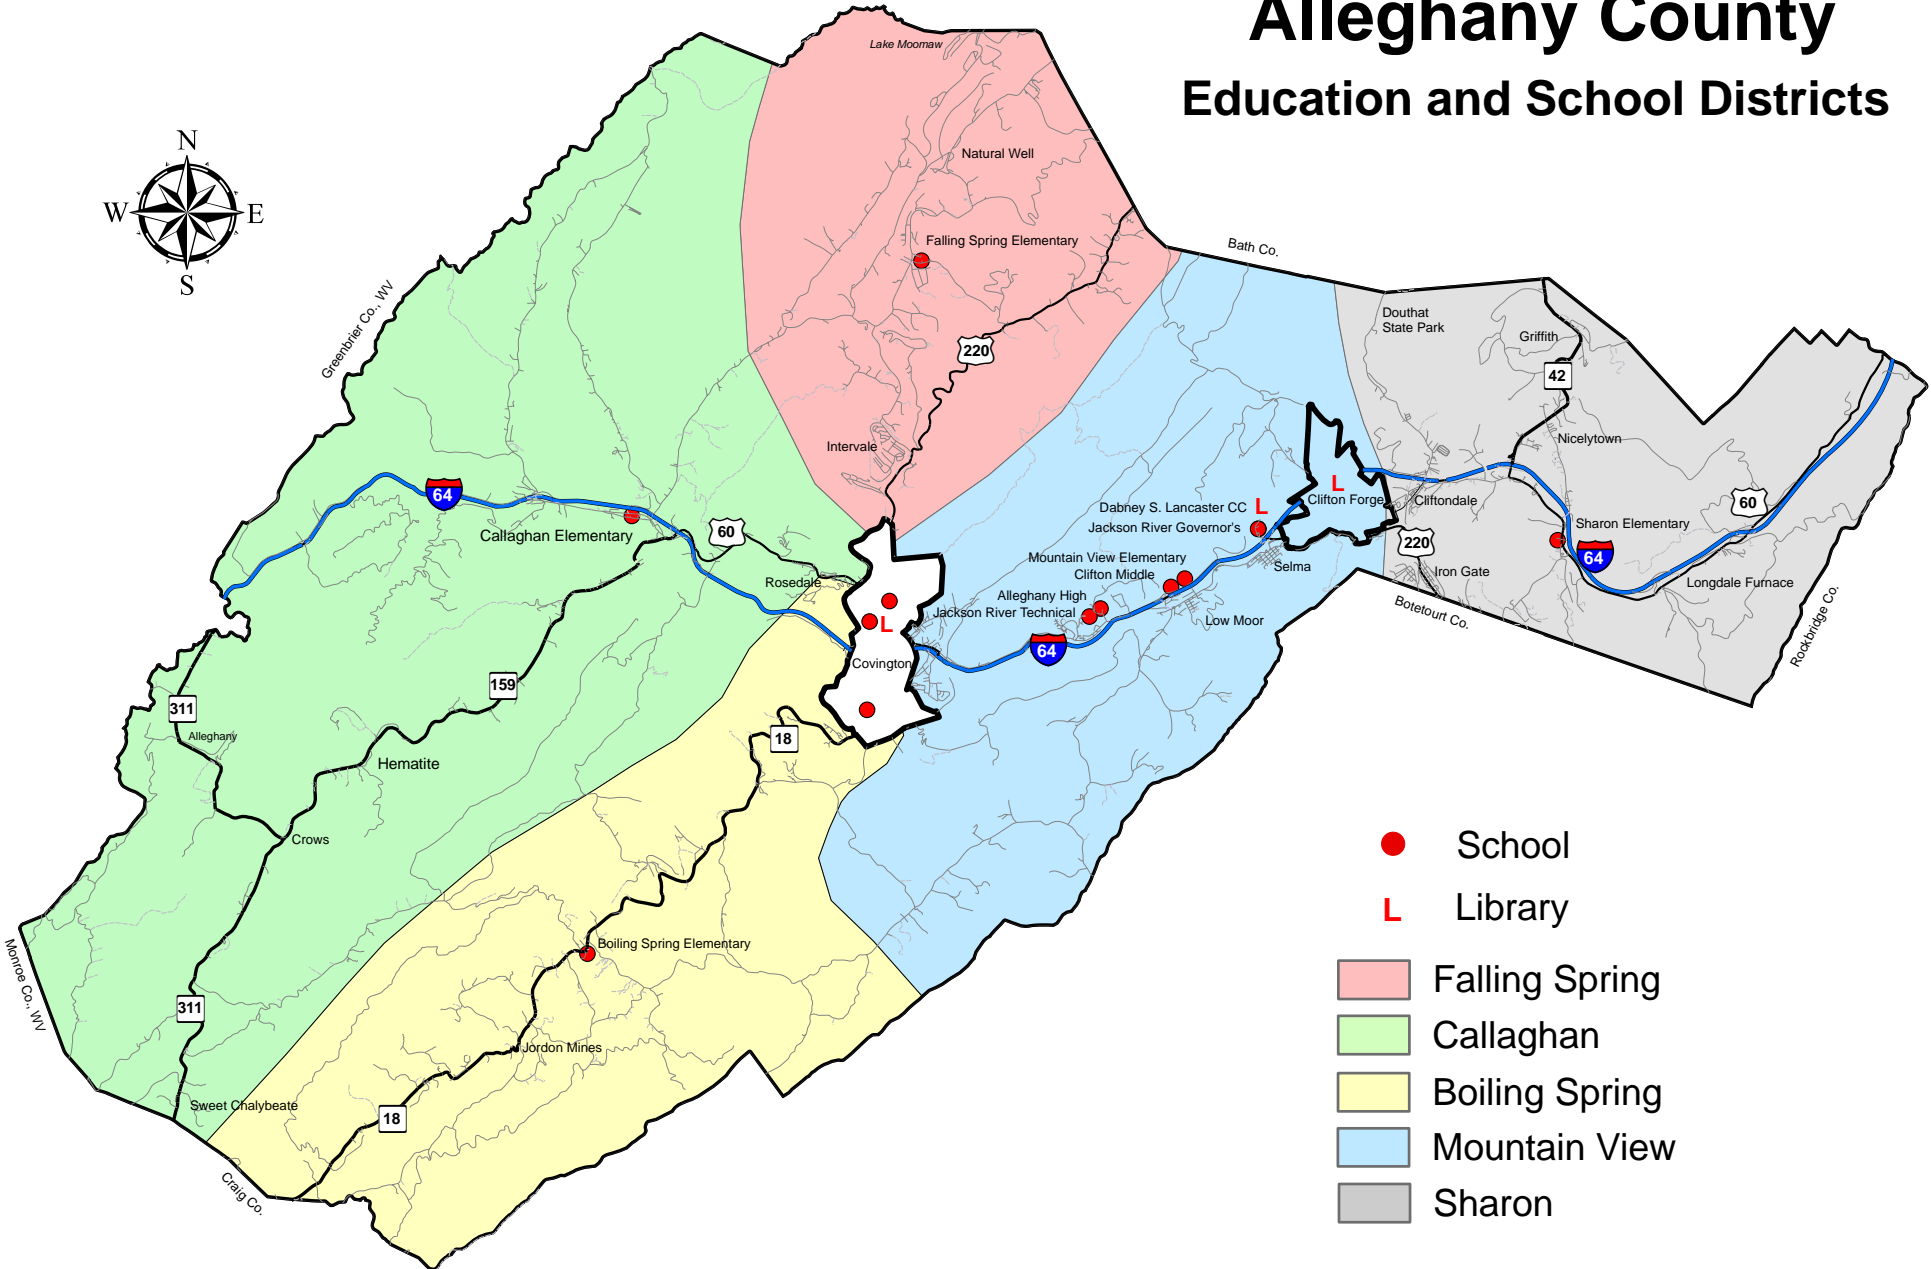 Alleghany County
Education and School Districts
Lake Moomaw
N
W
E
S
Natural Well
Falling Spring Elementary
Bath Co.
Greenbrier Co., WV
Douthat
State Park
Griffith
220
42
Intervale
Nicelytown
64
L
Clifton Forge
Cliftondale
60
Dabney S. Lancaster CC
L
Jackson River Governor's
Sharon Elementary
Callaghan Elementary
60
220
64
Mountain View Elementary
Selma
Clifton Middle
Iron Gate
Longdale Furnace
Rosedale
Alleghany High
Jackson River Technical
L
Low Moor
Botetourt Co.
Rockbridge Co.
64
Covington
159
311
Alleghany
18
Hematite
Crows
School
L
Library
Boiling Spring Elementary
Monroe Co., WV
Falling Spring
311
Callaghan
Jordon Mines
Boiling Spring
Sweet Chalybeate
18
Mountain View
Craig Co.
Sharon